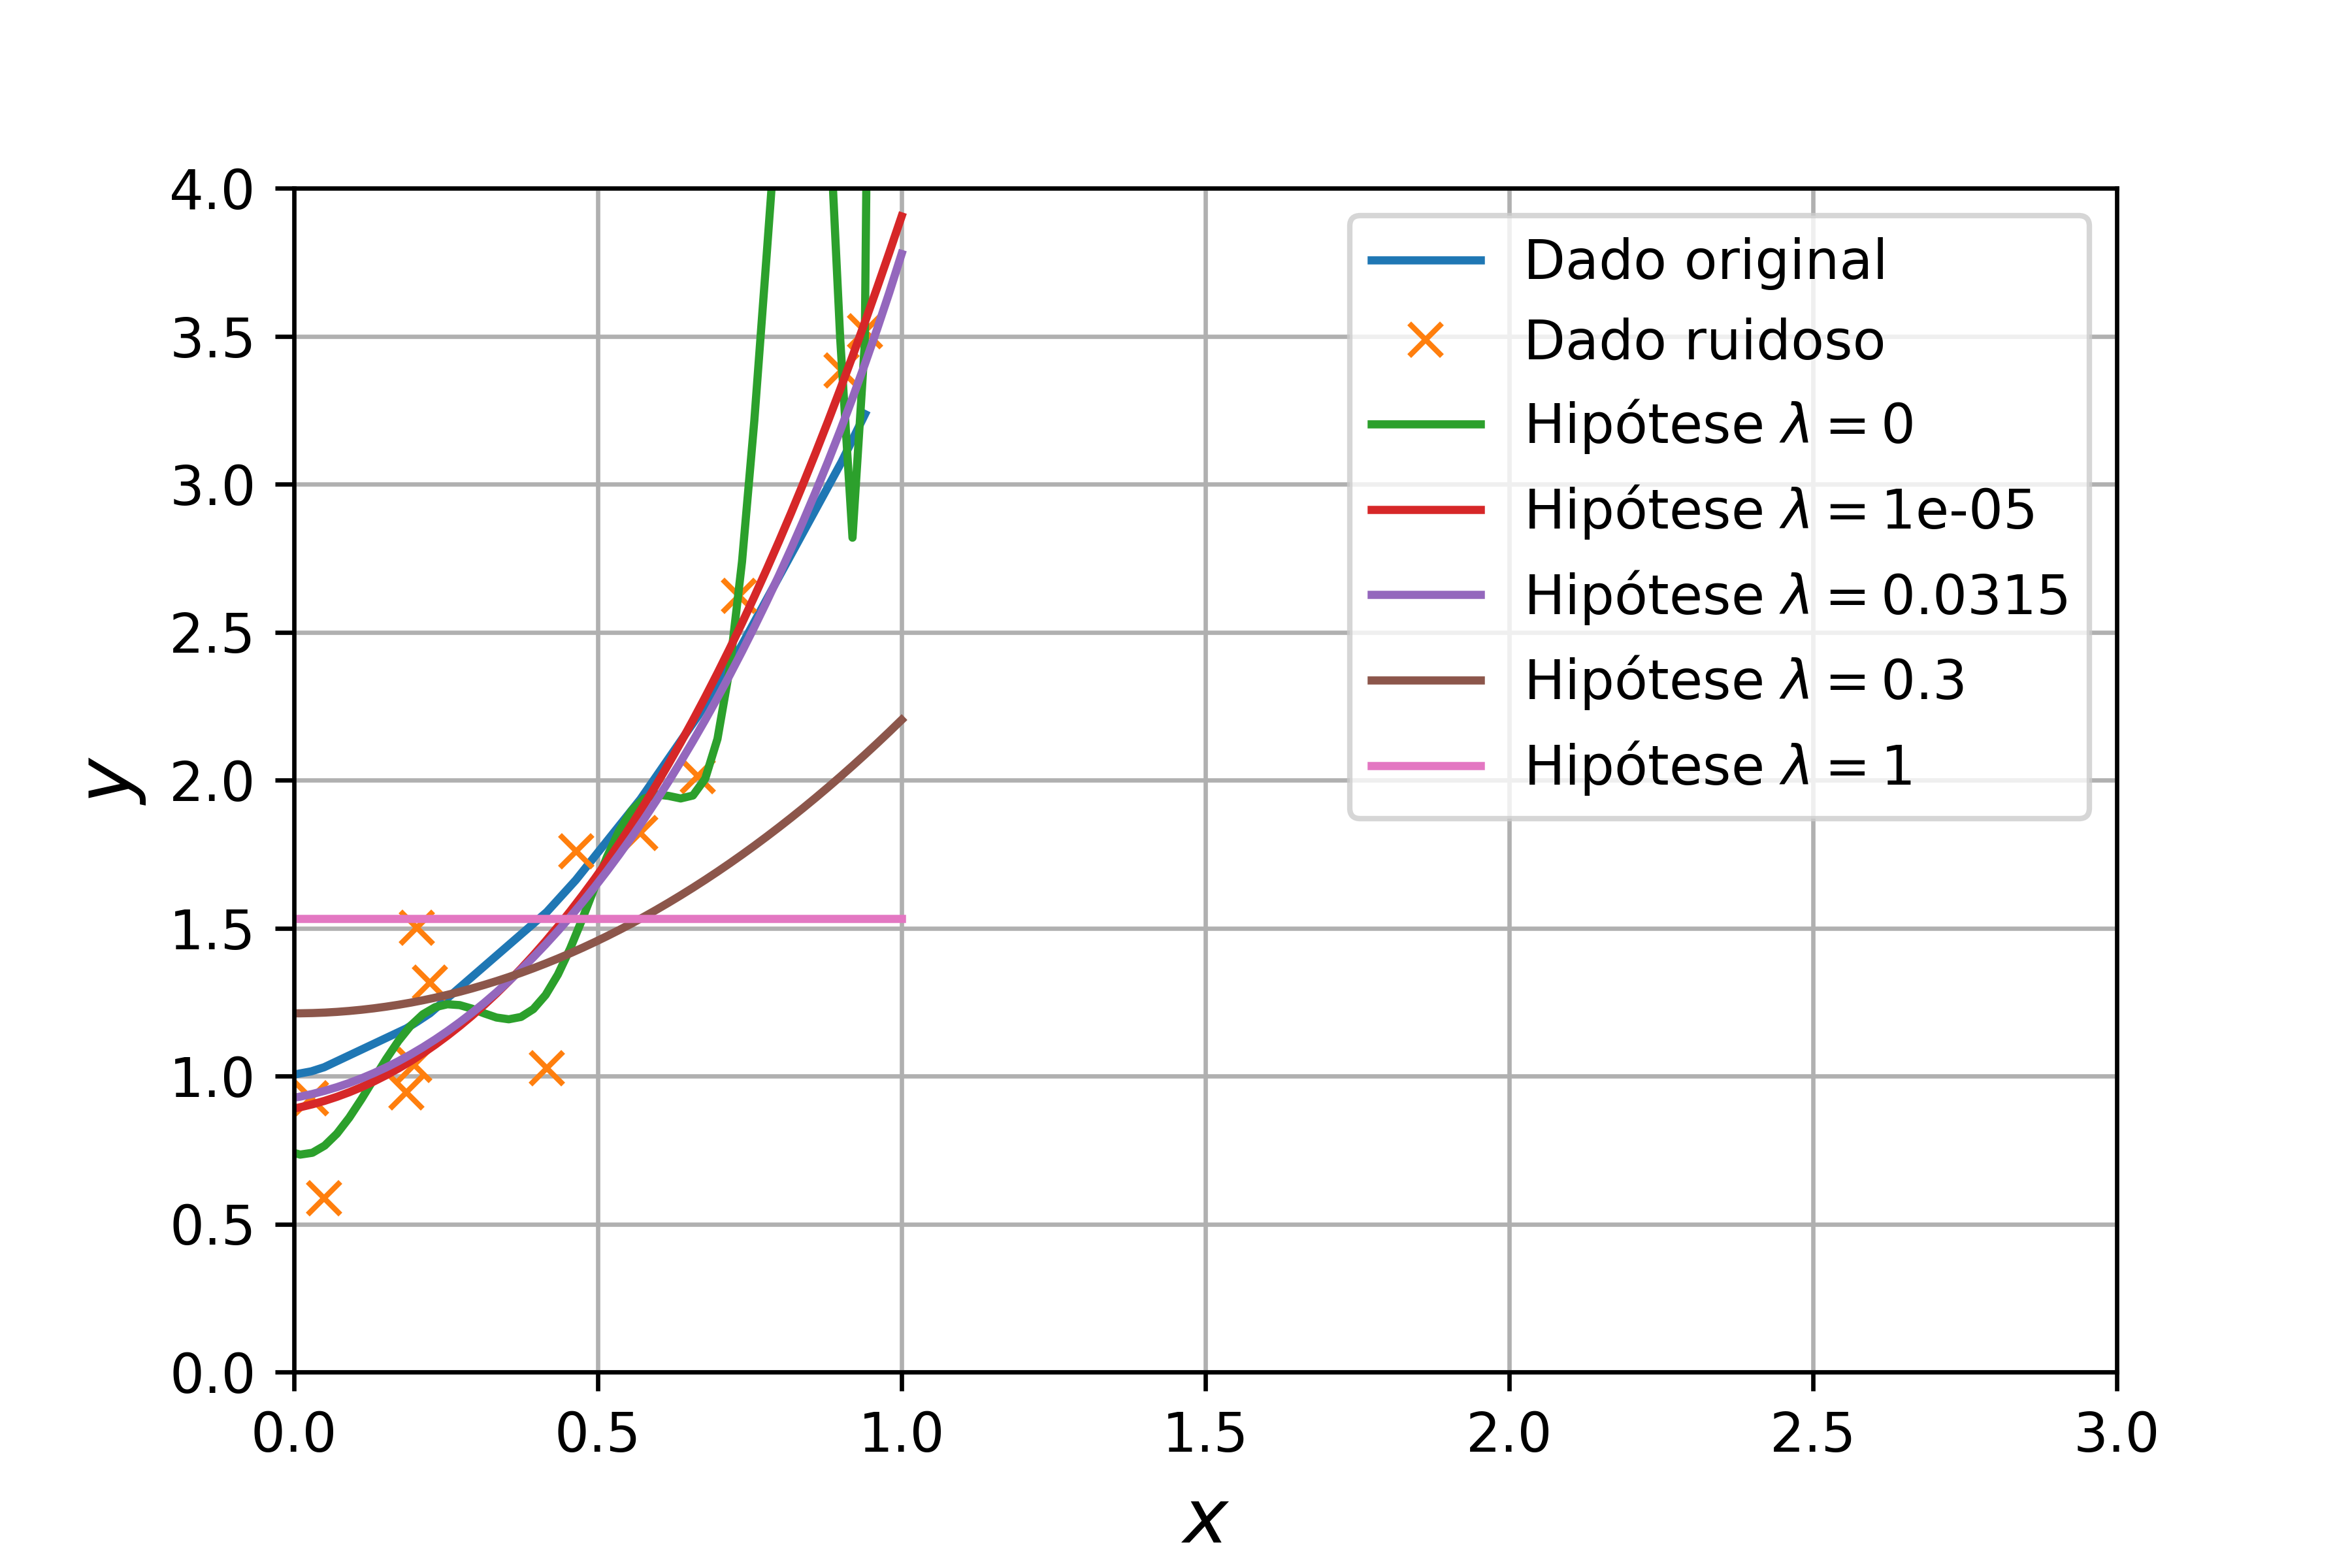 4.0
3.5
3.0
2.5
2.0
1.5
1.0
0.5
0.0
y
0.0 0.5 1.0 1.5 2.0 2.5 3.0
x
Dado original
Dado ruidoso
Hipótese λ = 0
Hipótese λ = 1e-05
Hipótese λ = 0.0315
Hipótese λ = 0.3
Hipótese λ = 1